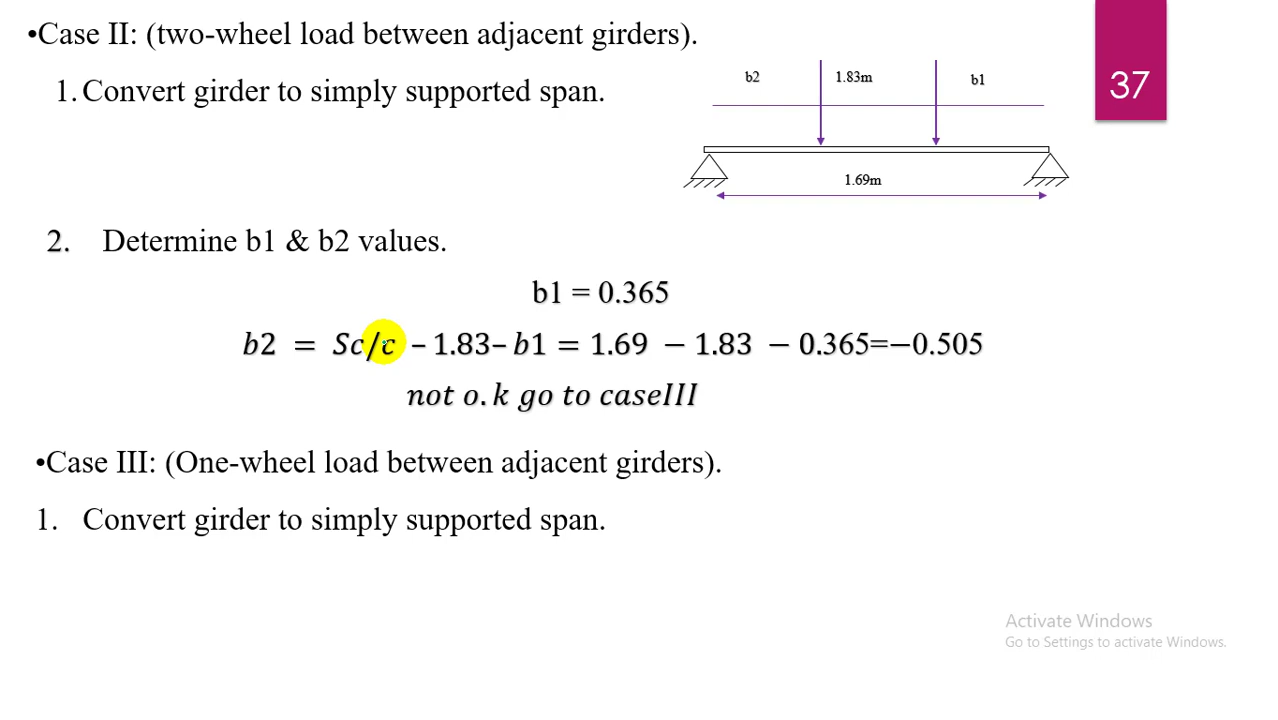 •Case II: (two-wheel load between adjacent girders).
37
b2 1.83m b1
1. Convert girder to simply supported span.
1.69m
2. Determine b1 & b2 values.
b1 = 0.365
b2 = Sc/c – 1.83– b1 = 1.69 − 1.83 − 0.365=−0.505
not o.k go to caseIII
•Case III: (One-wheel load between adjacent girders).
1. Convert girder to simply supported span.
Activate Windows
Go to Settings to activate Windows.